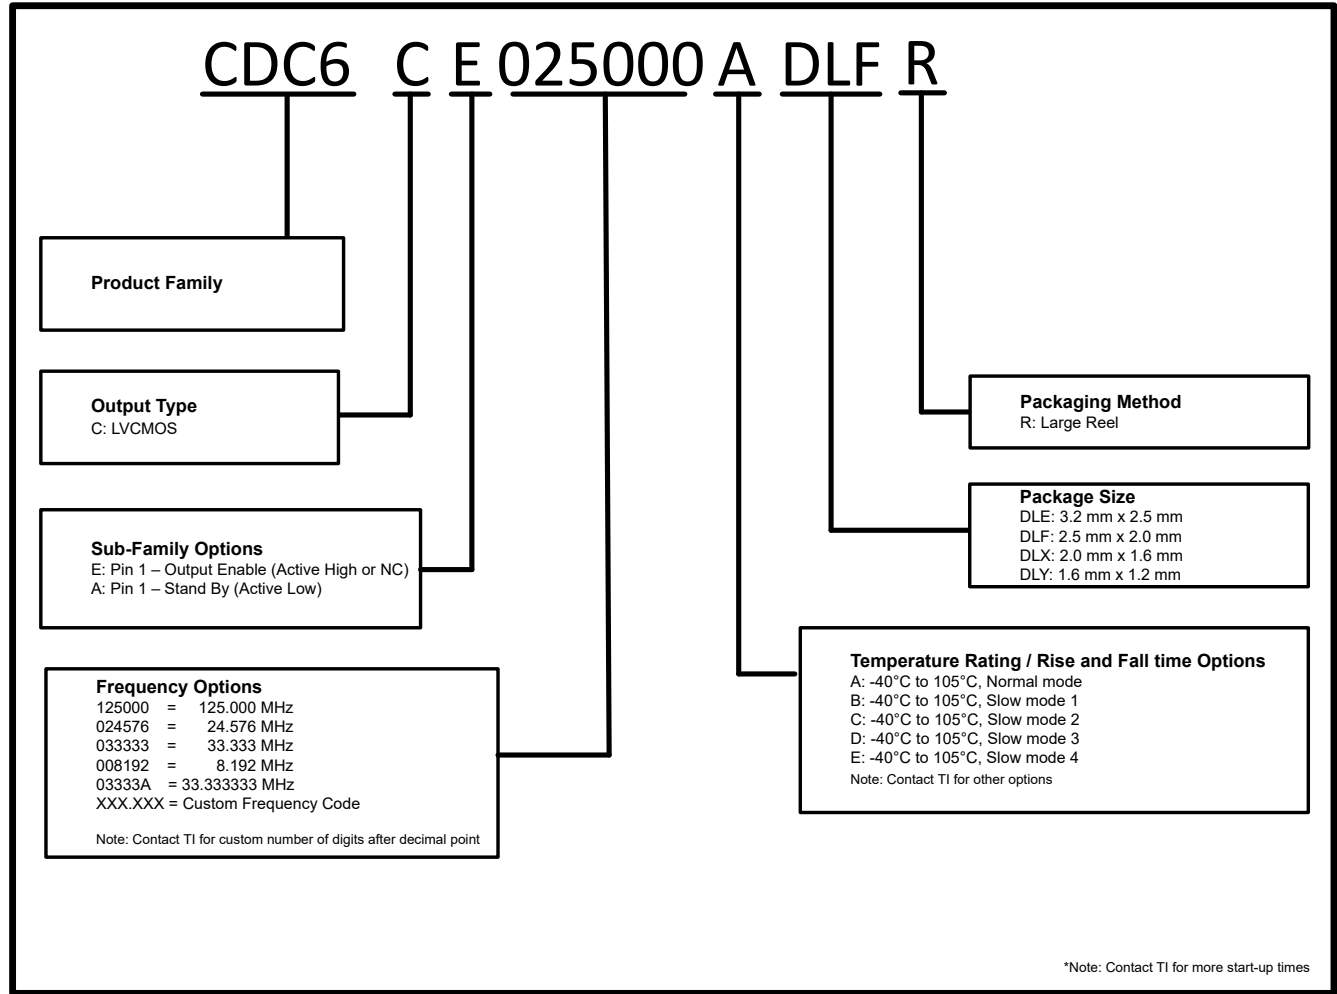 CDC6 C E 025000 A DLF R
Product Family
Output Type
C: LVCMOS
Sub-Family Options
E: Pin 1 – Output Enable (Active High or NC)
A: Pin 1 – Stand By (Active Low)
Frequency Options
125000 = 125.000 MHz
024576 = 24.576 MHz
033333 = 33.333 MHz
008192 = 8.192 MHz
03333A = 33.333333 MHz
XXX.XXX = Custom Frequency Code
Note: Contact TI for custom number of digits after decimal point
Packaging Method
R: Large Reel
Package Size
DLE: 3.2 mm x 2.5 mm
DLF: 2.5 mm x 2.0 mm
DLX: 2.0 mm x 1.6 mm
DLY: 1.6 mm x 1.2 mm
Temperature Rating / Rise and Fall time Options
A: -40°C to 105°C, Normal mode
B: -40°C to 105°C, Slow mode 1
C: -40°C to 105°C, Slow mode 2
D: -40°C to 105°C, Slow mode 3
E: -40°C to 105°C, Slow mode 4
Note: Contact TI for other options
*Note: Contact TI for more start-up times